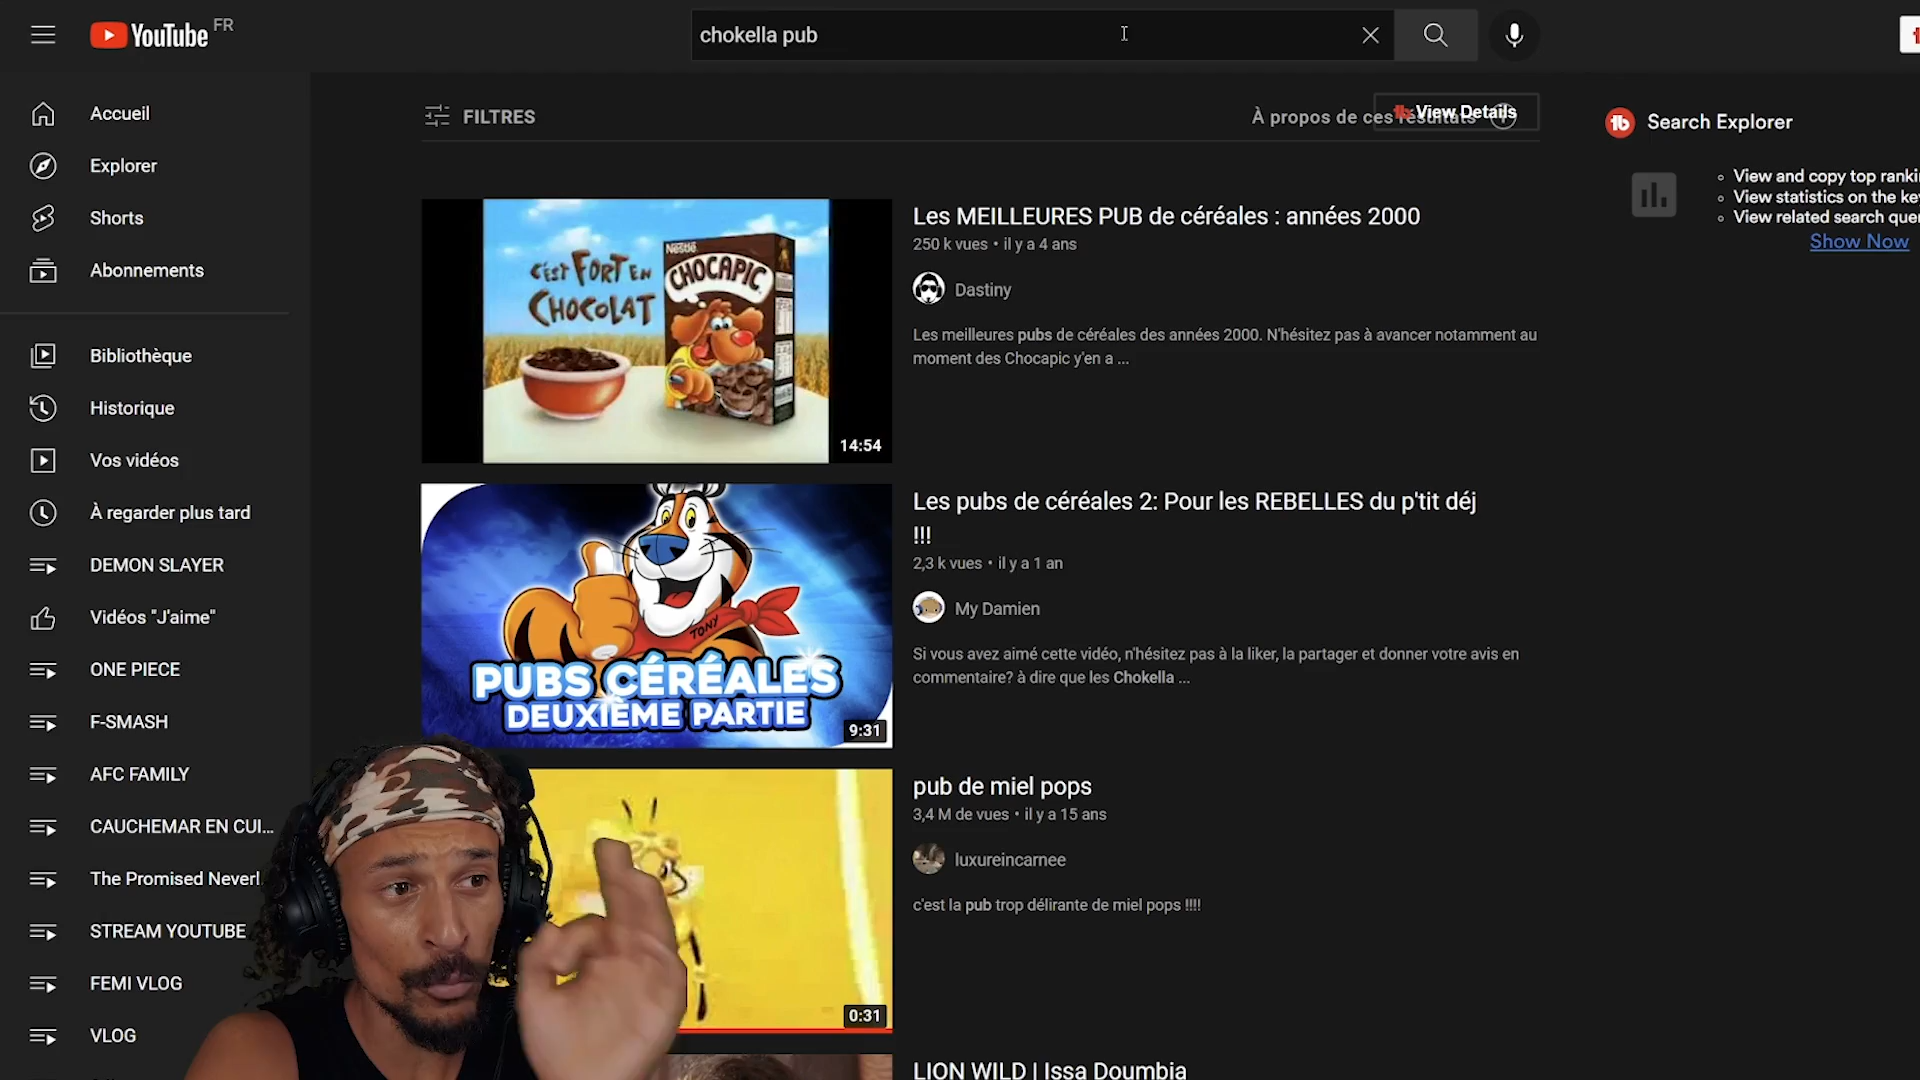 YouTube FR
chokella pub
Accueil
Explorer
Shorts
Abonnements
Bibliothèque
Historique
Vos vidéos
À regarder plus tard
DEMON SLAYER
Vidéos "J'aime"
ONE PIECE
F-SMASH
AFC FAMILY
CAUCHEMAR EN CUI...
The Promised Neverl
STREAM YOUTUBE
FEMI VLOG
VLOG
FILTRES
À propos de ces résultats
View Details
C'EST FORT EN
CHOCOLAT
Nestlé
CHOCAPIC
14:54
Les MEILLEURES PUB de céréales : années 2000
250 k vues • il y a 4 ans
Dastiny
Les meilleures pubs de céréales des années 2000. N'hésitez pas à avancer notamment au
moment des Chocapic y'en a ...
TONY
PUBS CÉRÉALES
DEUXIÈME PARTIE
9:31
Les pubs de céréales 2: Pour les REBELLES du p'tit déj
!!!
2,3 k vues • il y a 1 an
My Damien
Si vous avez aimé cette vidéo, n'hésitez pas à la liker, la partager et donner votre avis en
commentaire? à dire que les Chokella ...
0:31
pub de miel pops
3,4 M de vues • il y a 15 ans
luxureincarnee
c'est la pub trop délirante de miel pops !!!!
LION WILD | Issa Doumbia
Search Explorer
View and copy top ranki
View statistics on the key
View related search quer
Show Now